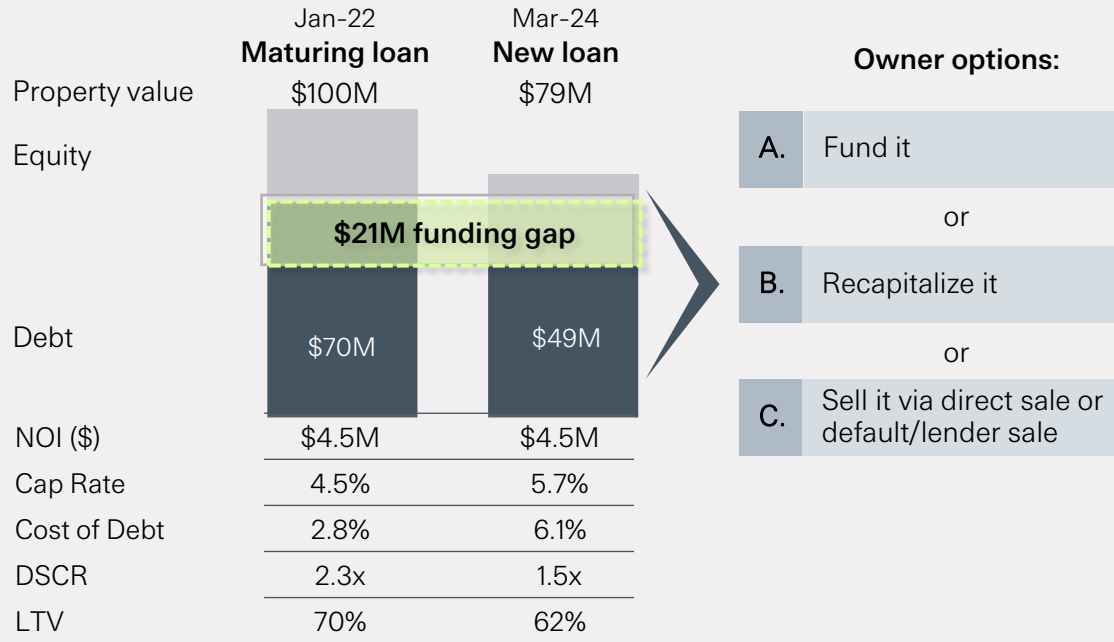 Jan-22 Mar-24
Maturing loan New loan
Owner options:
Property value $100M $79M
Equity
A. Fund it
or
$21M funding gap
B. Recapitalize it
Debt $70M $49M
or
C. Sell it via direct sale or
default/lender sale
NOI ($) $4.5M $4.5M
Cap Rate 4.5% 5.7%
Cost of Debt 2.8% 6.1%
DSCR 2.3x 1.5x
LTV 70% 62%